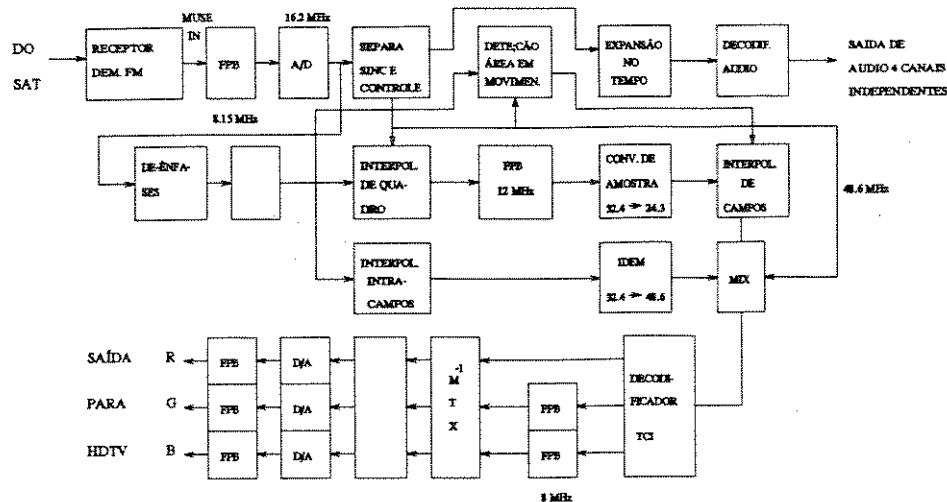 MUSE
IN
16.2 MHz
DO
SAT
RECEPTOR
DEM. FM
FPB
A/D
SEPARA
SINC E
CONTROLE
DETE;CÃO
ÁREA EM
MOVIMEN.
EXPANSÃO
NO
TEMPO
DECODIF.
AUDIO
SAIDA DE
AUDIO 4 CANAIS
INDEPENDENTES
8.15 MHz
DE-ÊNFA-
SES
INTERPOL.
DE QUA-
DIRO
FPB
12 MHz
CONV. DE
AMOSTRA
32.4 → 24.3
INTERPOL.
DE
CAMPOS
48.6 MHz
INTERPOL.
INTRA-
CAMPOS
IDEM
32.4 → 48.6
MIX
SAÍDA R FPB D/A
PARA G FPB D/A
HDTV B FPB D/A
-1
M
T
X
FPB
FPB
8 MHz
DECODI-
FICADOR
TCI